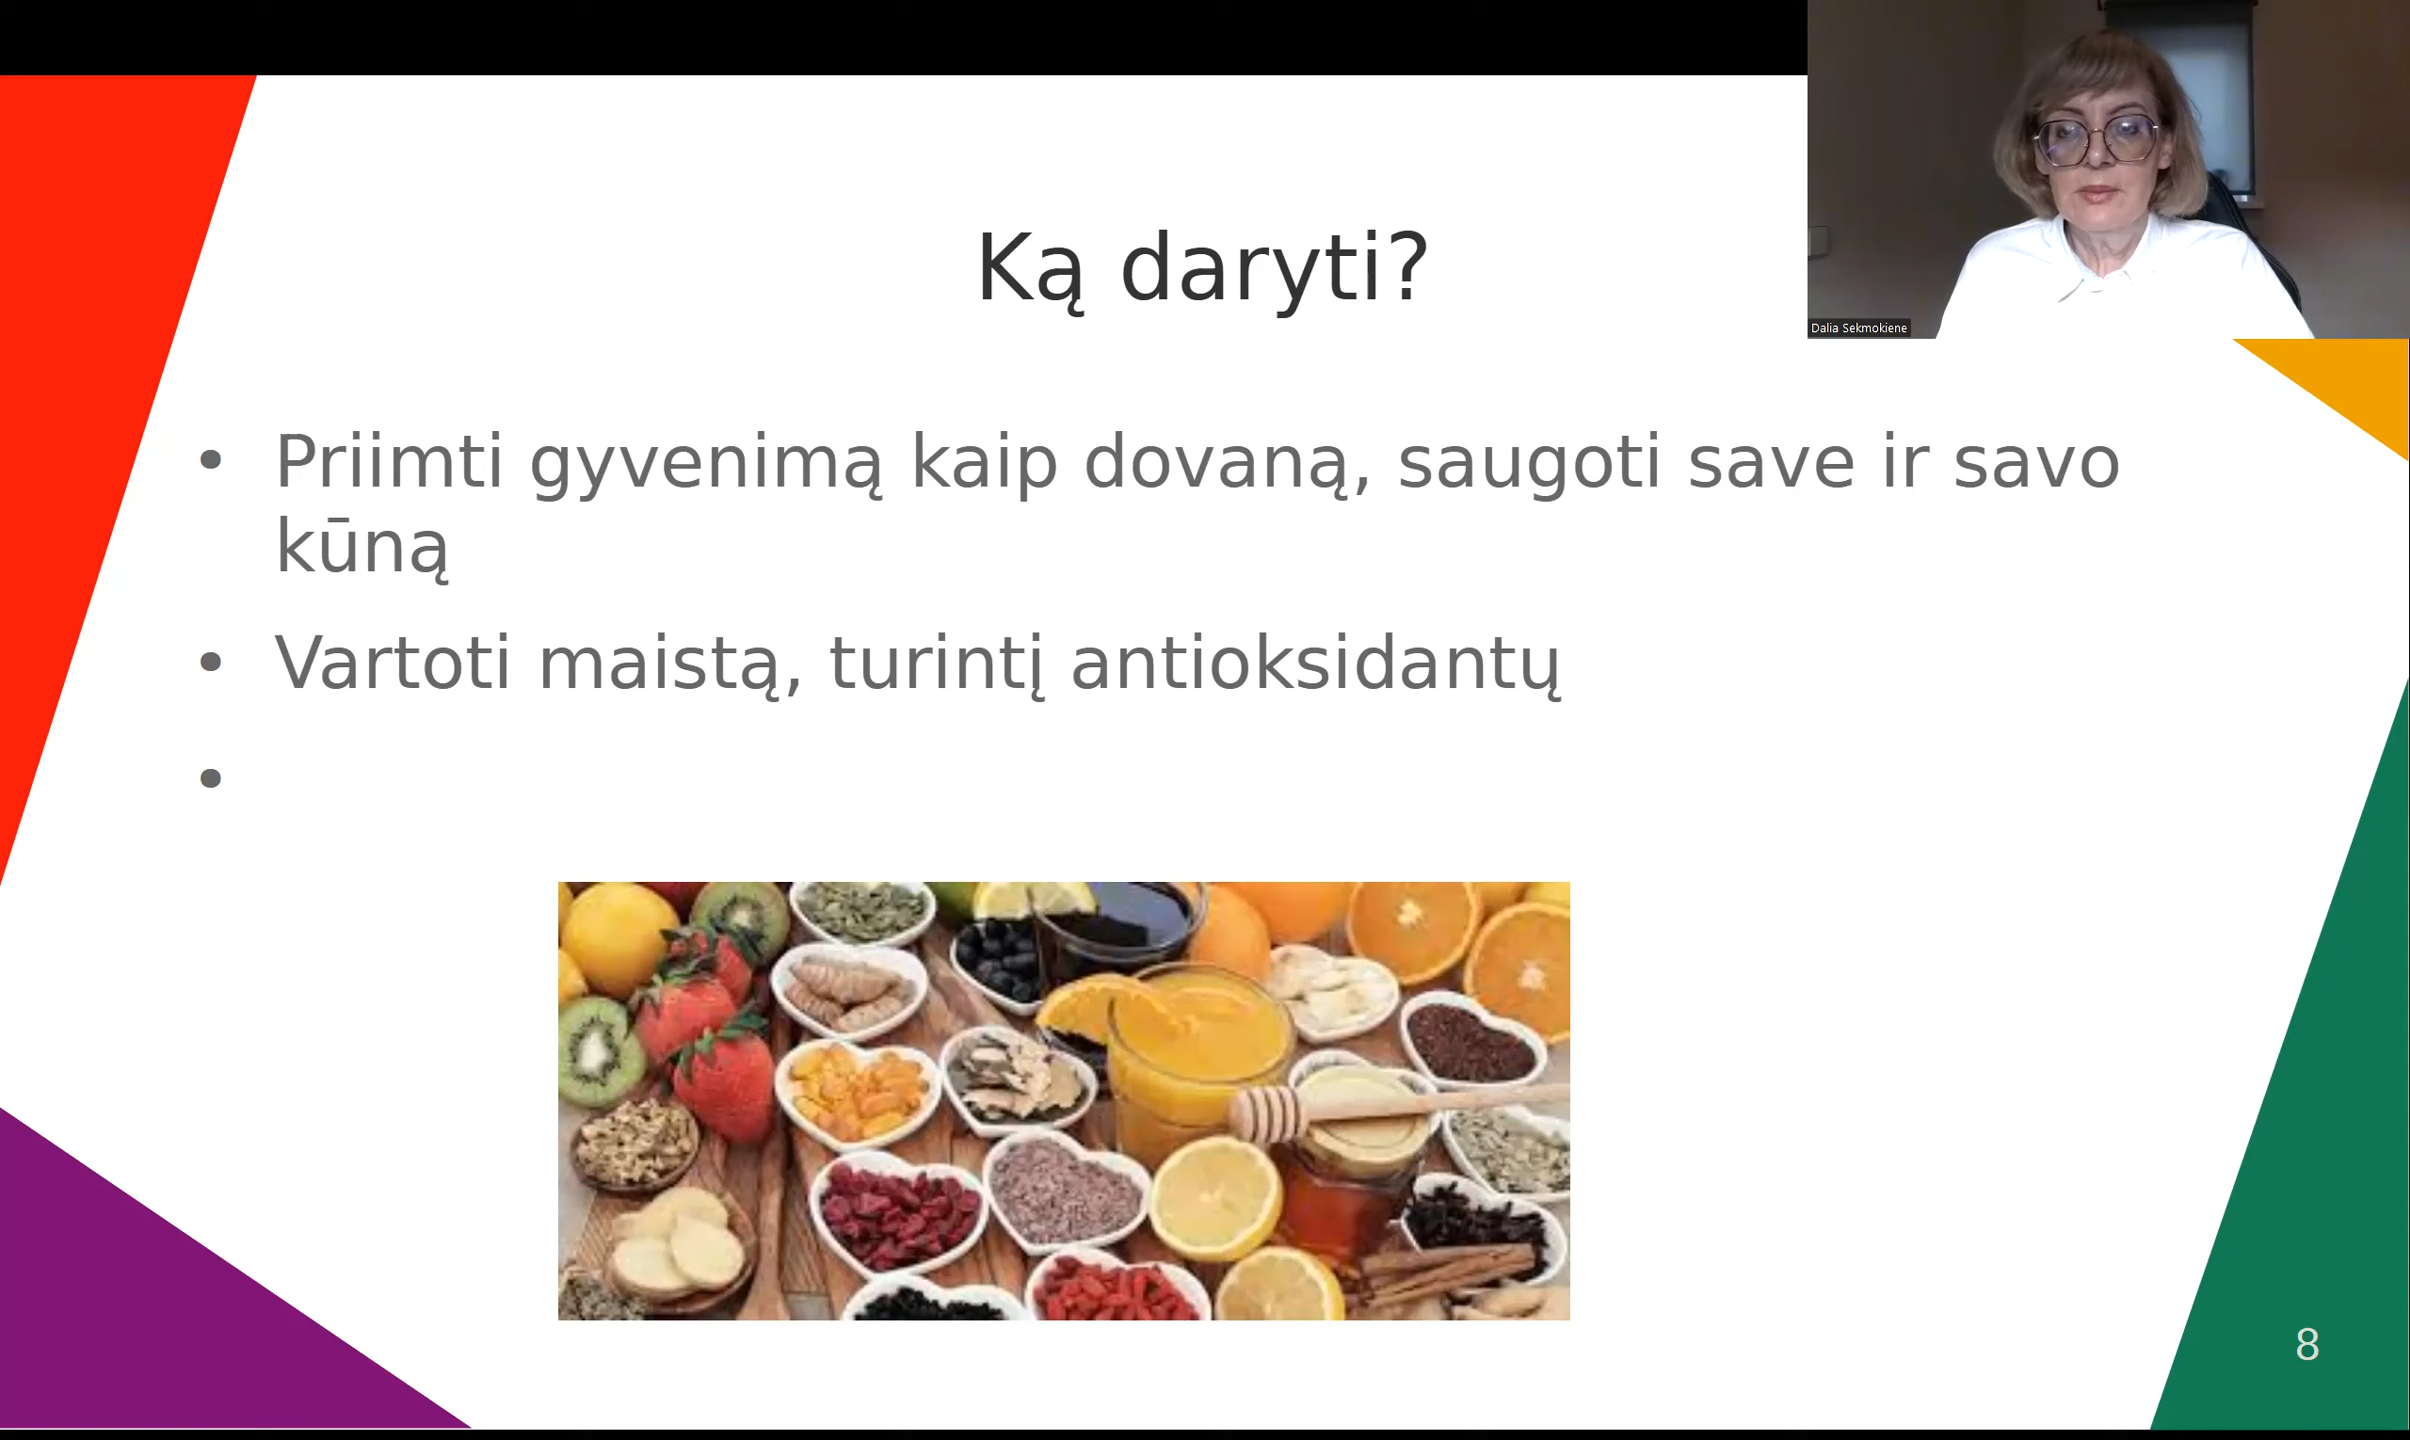 Dalia Sekmokiene
Ką daryti?
• Priimti gyvenimą kaip dovaną, saugoti save ir savo
kūną
• Vartoti maistą, turintį antioksidantų
•
8